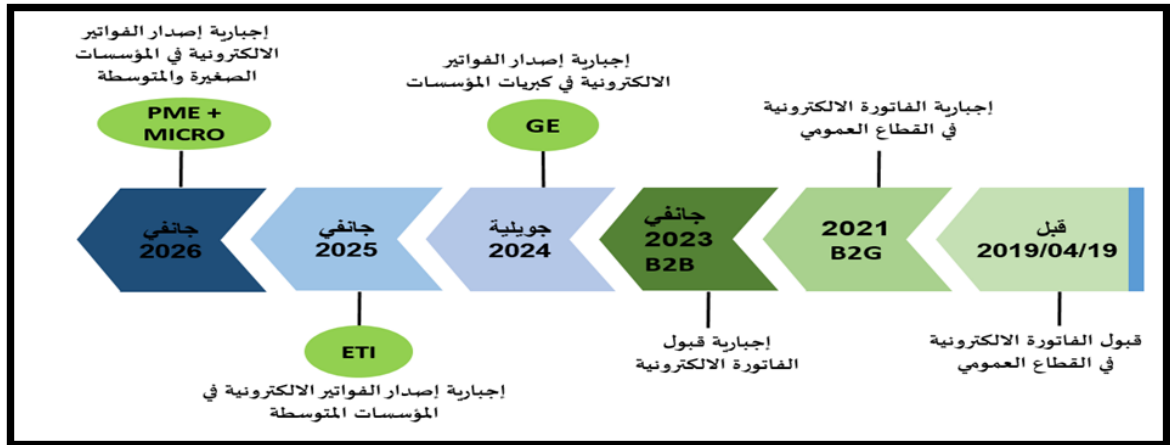 قبل
2019/04/19
قبول الفاتورة الالكترونية
في القطاع العمومي
إجبارية الفاتورة الالكترونية
في القطاع العمومي
2021
B2G
جانفي
2023
B2B
إجبارية قبول
الفاتورة الالكترونية
إجبارية إصدار الفواتير
الالكترونية في كبريات المؤسسات
GE
جويلية
2024
جانفي
2025
ETI
إجبارية إصدار الفواتير الالكترونية في
المؤسسات المتوسطة
إجبارية إصدار الفواتير
الالكترونية في المؤسسات
الصغيرة والمتوسطة
PME +
MICRO
جانفي
2026